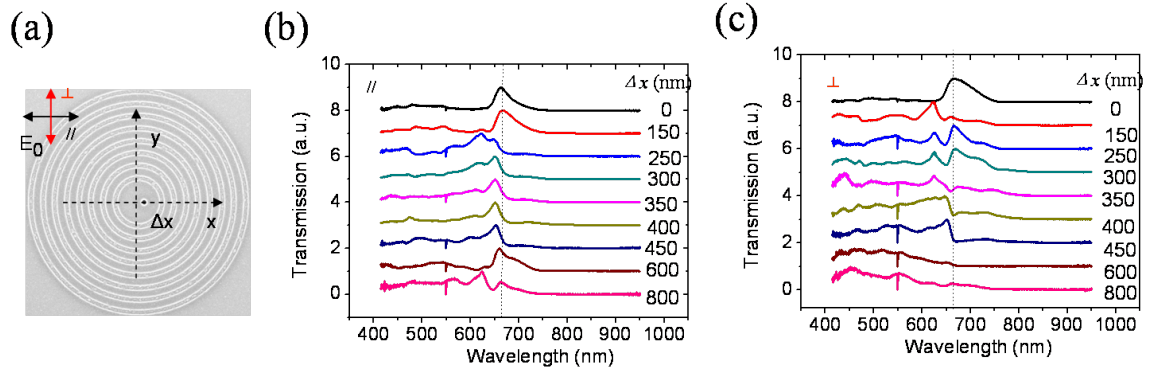 (a)
⊥
//
E0
y
Δx
x
(b)
Transmission (a.u.)
10
8
6
4
2
0
//
Δx (nm)
0
150
250
300
350
400
450
600
800
400 500 600 700 800 900 1000
Wavelength (nm)
(c)
Transmission (a.u.)
10
8
6
4
2
0
⊥
Δx (nm)
0
150
250
300
350
400
450
600
800
400 500 600 700 800 900 1000
Wavelength (nm)